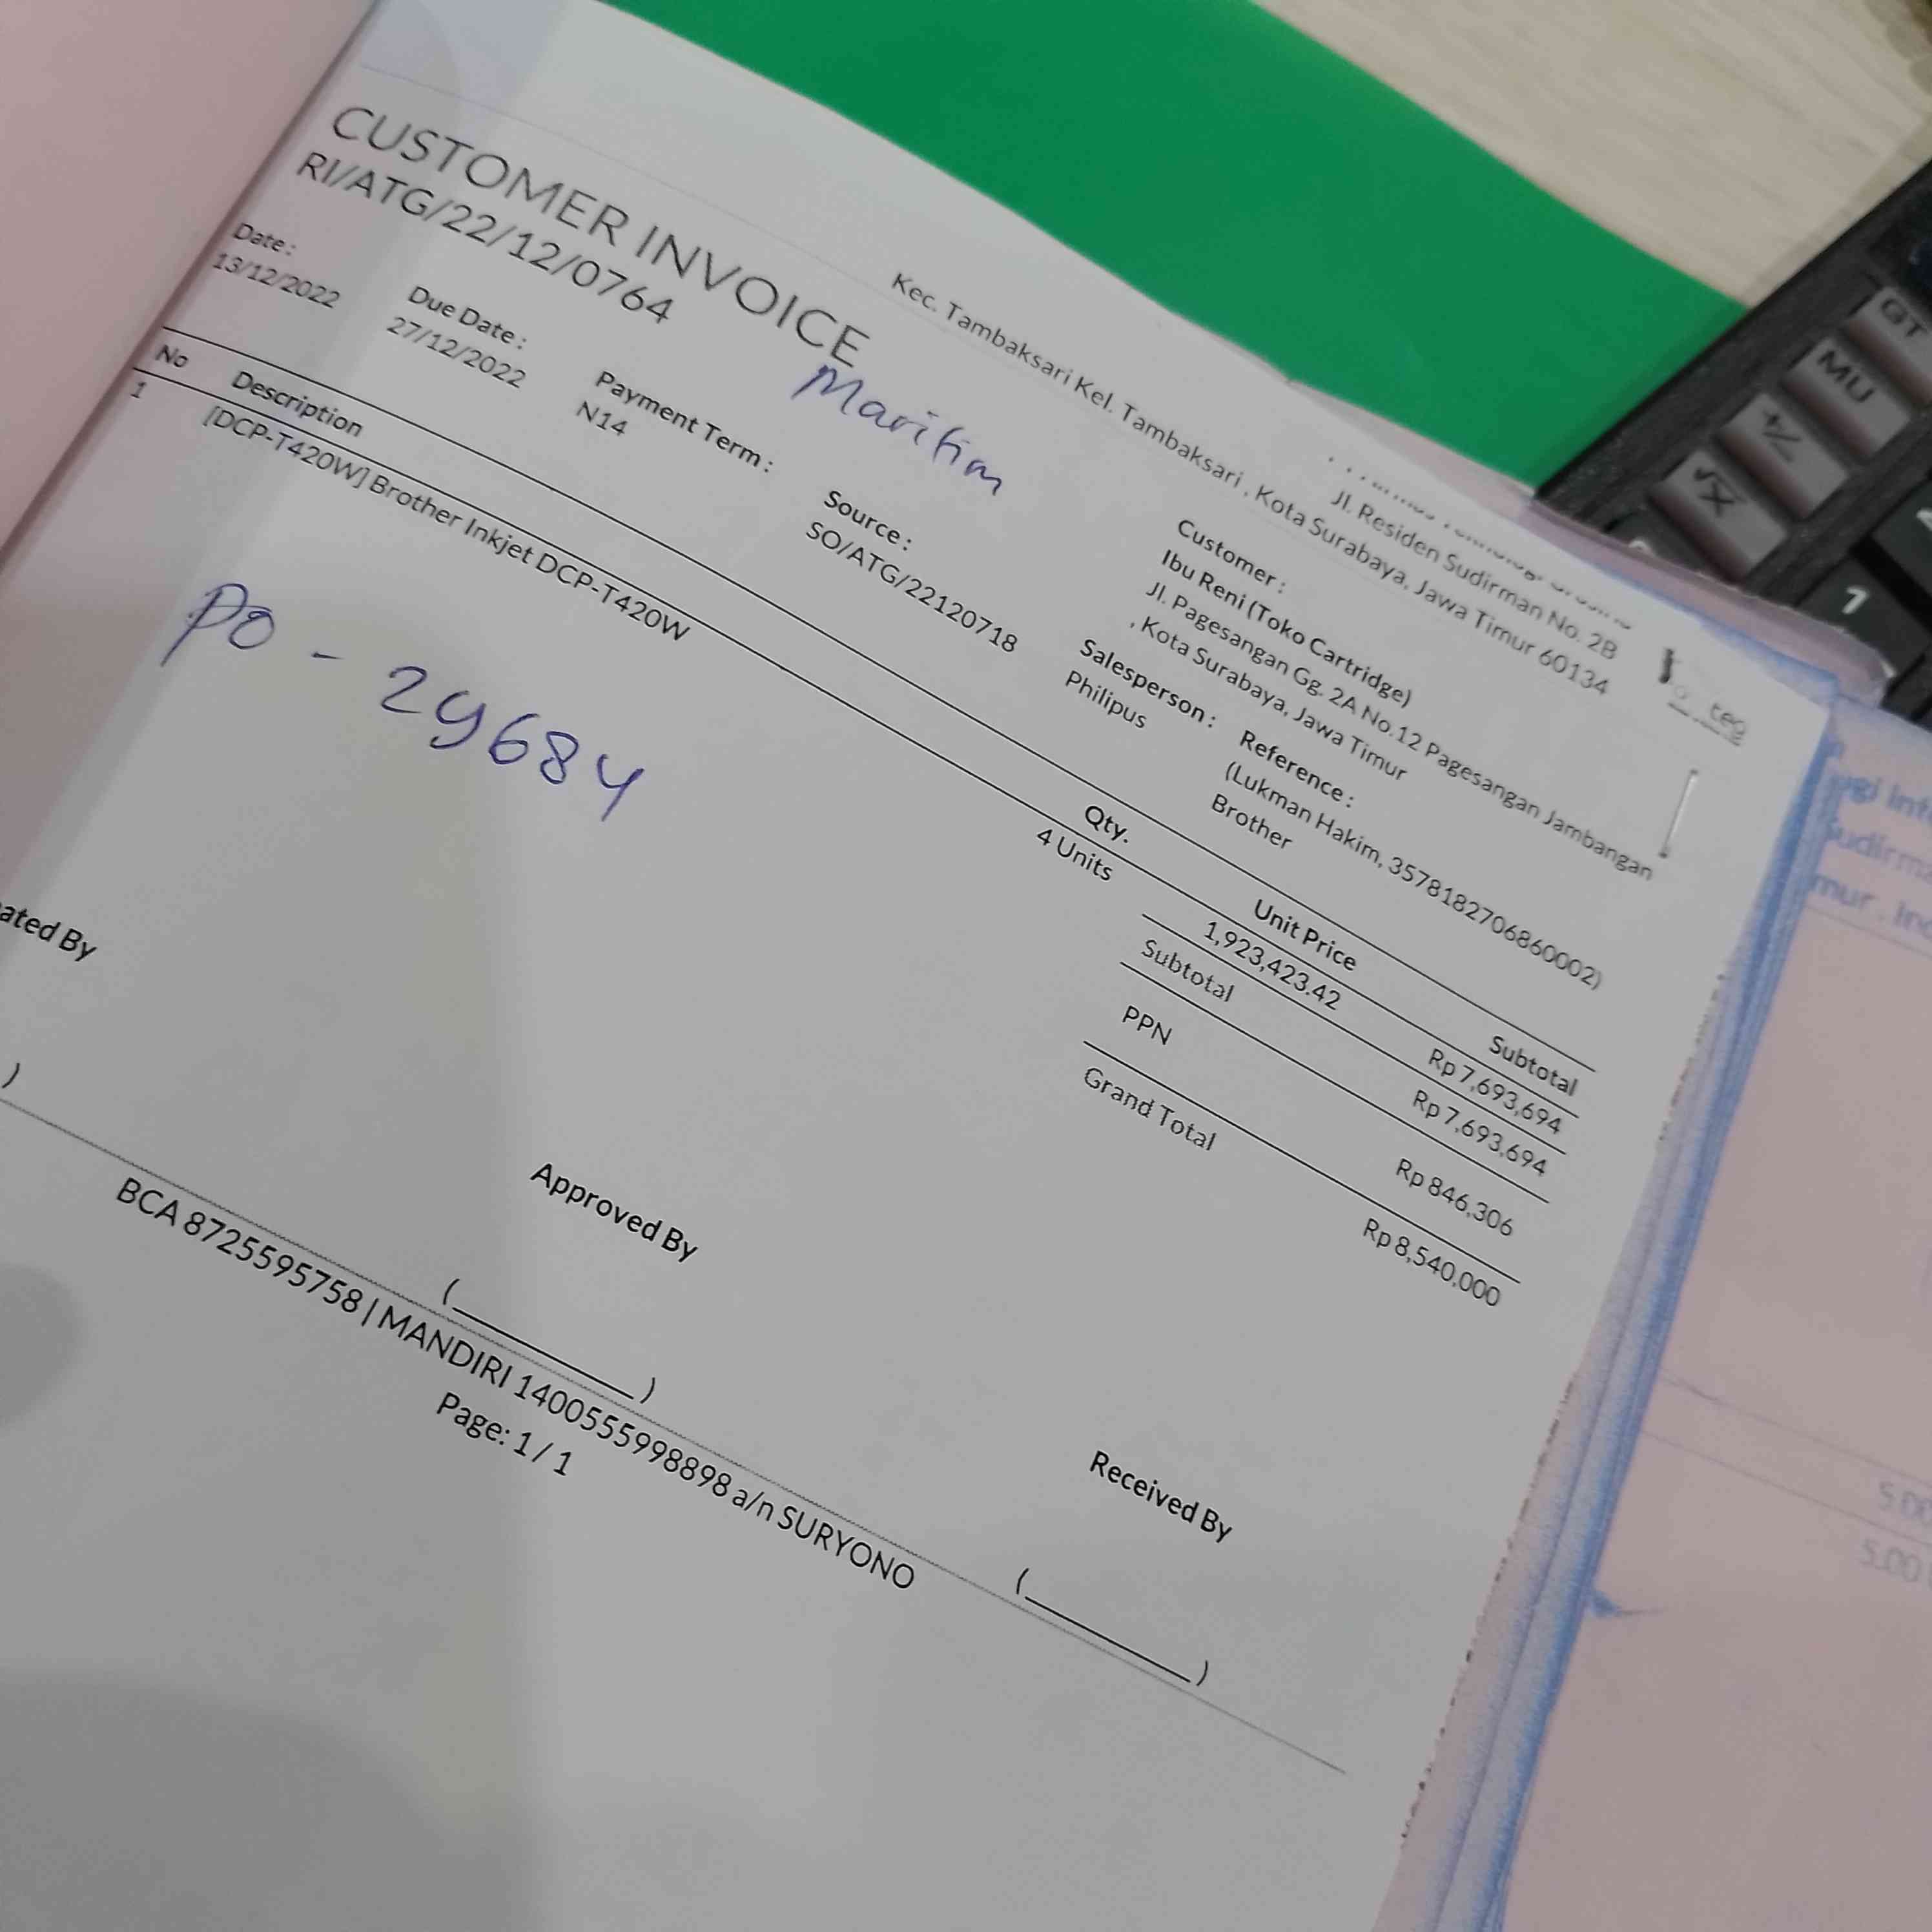 Jl. Residen Sudirman No. 2B
Kec. Tambaksari Kel. Tambaksari , Kota Surabaya, Jawa Timur 60134
CUSTOMER INVOICE
RI/ATG/22/12/0764
Maritim
Customer :
Ibu Reni (Toko Cartridge)
Jl. Pagesangan Gg. 2A No.12 Pagesangan Jambangan
, Kota Surabaya, Jawa Timur
Date : Due Date : Payment Term : Source : Salesperson : Reference :
13/12/2022 27/12/2022 N14 SO/ATG/22120718 Philipus (Lukman Hakim, 3578182706860002)
Brother
No Description Qty. Unit Price Subtotal
1 [DCP-T420W] Brother Inkjet DCP-T420W 4 Units 1,923,423.42 Rp 7,693,694
Subtotal Rp 7,693,694
PPN Rp 846,306
Grand Total Rp 8,540,000
PO - 29684
Approved By Received By
( ) ( )
BCA 8725595758 | MANDIRI 1400555998898 a/n SURYONO
Page: 1 / 1
GT
MU
+/-
√x
7